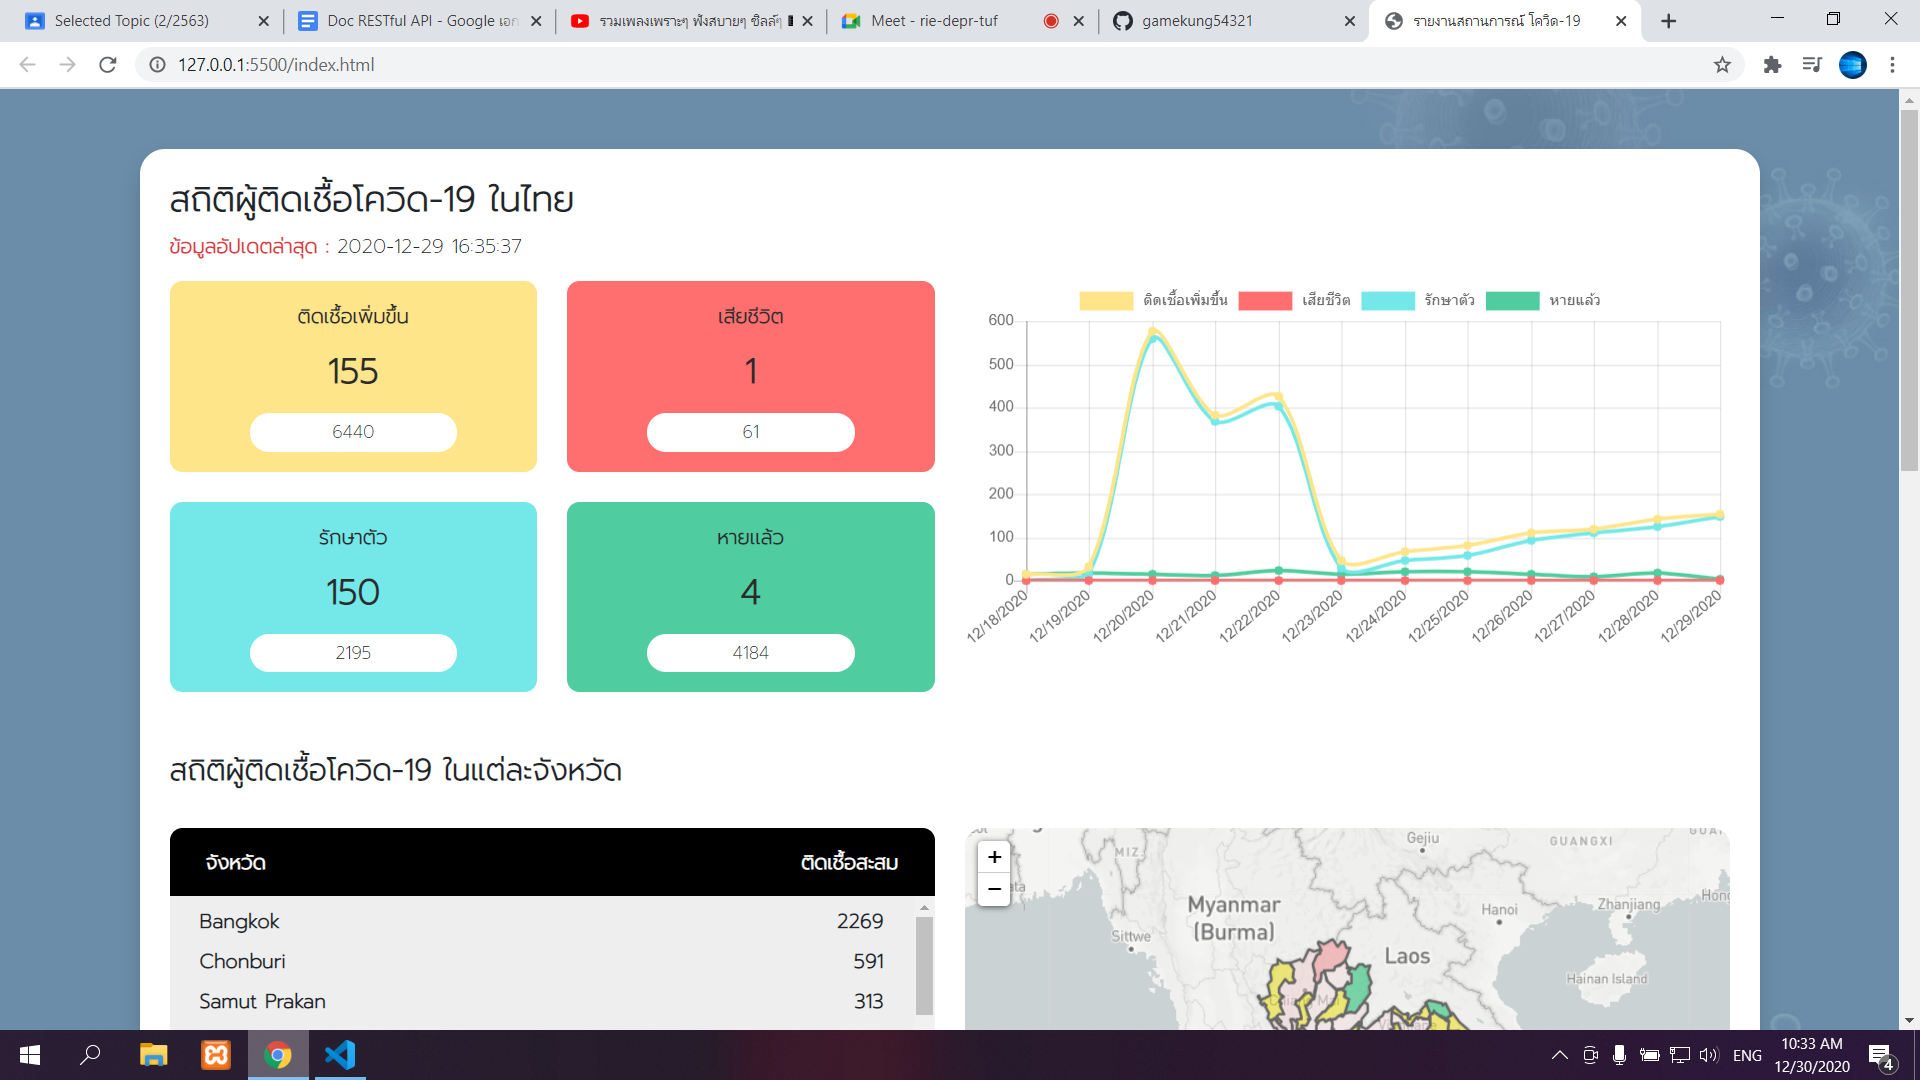 Selected Topic (2/2563)
Doc RESTful API - Google เอก
รวมเพลงเพราะๆ ฟังสบายๆ ชิลล์ๆ
Meet - rie-depr-tuf
gamekung54321
รายงานสถานการณ์ โควิด-19
127.0.0.1:5500/index.html
สถิติผู้ติดเชื้อโควิด-19 ในไทย
ข้อมูลอัปเดตล่าสุด : 2020-12-29 16:35:37
ติดเชื้อเพิ่มขึ้น
155
6440
เสียชีวิต
1
61
รักษาตัว
150
2195
หายแล้ว
4
4184
ติดเชื้อเพิ่มขึ้น เสียชีวิต รักษาตัว หายแล้ว
600
500
400
300
200
100
0
12/18/2020 12/19/2020 12/20/2020 12/21/2020 12/22/2020 12/23/2020 12/24/2020 12/25/2020 12/26/2020 12/27/2020 12/28/2020 12/29/2020
สถิติผู้ติดเชื้อโควิด-19 ในแต่ละจังหวัด
จังหวัด ติดเชื้อสะสม
Bangkok 2269
Chonburi 591
Samut Prakan 313
+
−
MIZ.
Gejiu
GUANGXI
Myanmar
(Burma)
Hanoi
Zhanjiang
Hong
Sittwe
Laos
Hainan Island
Chiang Mai
Vientiane
ENG
10:33 AM
12/30/2020
4